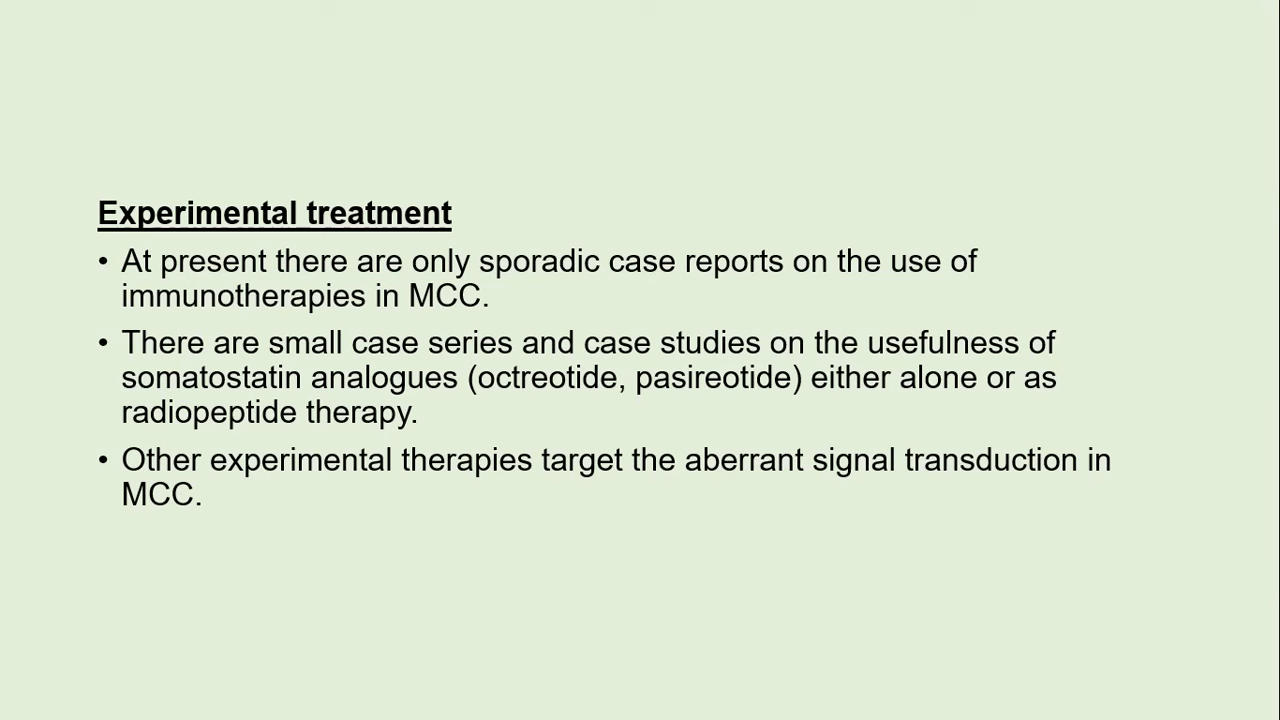 Experimental treatment
• At present there are only sporadic case reports on the use of
immunotherapies in MCC.
• There are small case series and case studies on the usefulness of
somatostatin analogues (octreotide, pasireotide) either alone or as
radiopeptide therapy.
• Other experimental therapies target the aberrant signal transduction in
MCC.